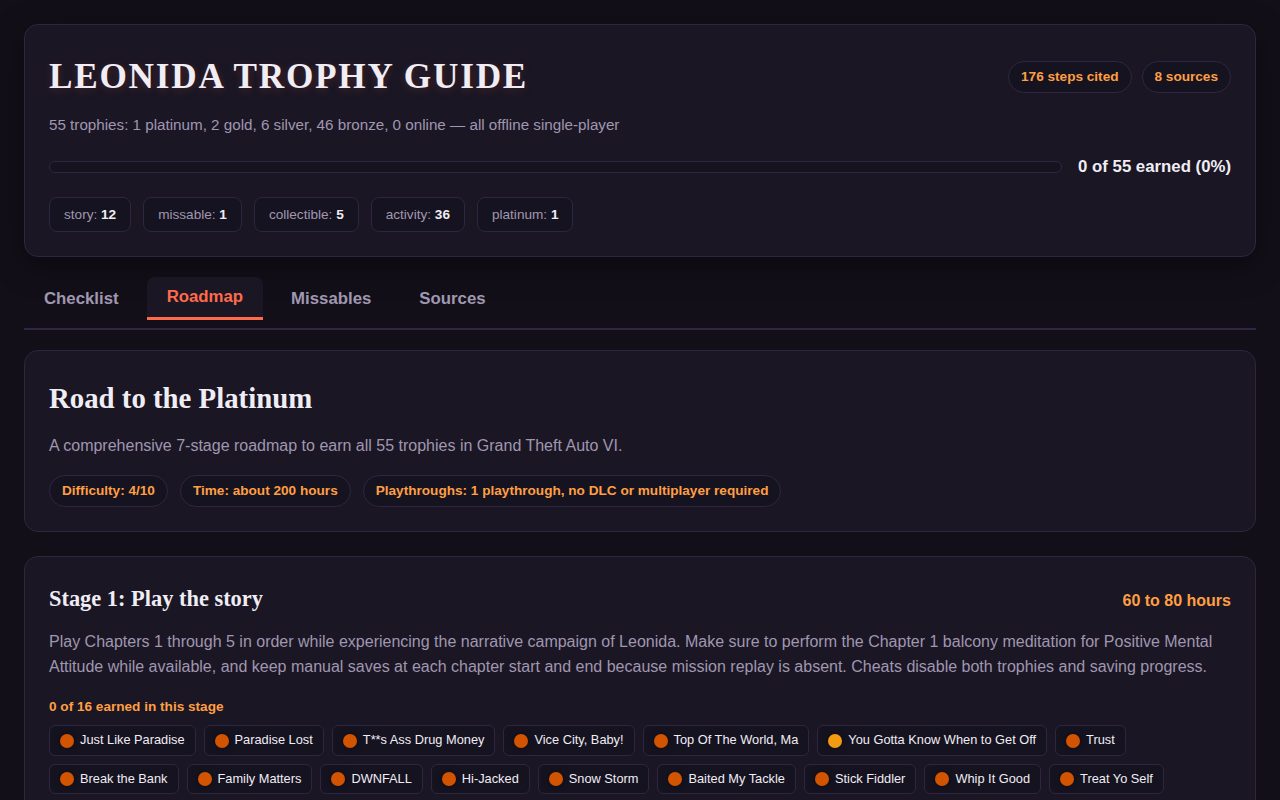 LEONIDA TROPHY GUIDE
176 steps cited
8 sources
55 trophies: 1 platinum, 2 gold, 6 silver, 46 bronze, 0 online — all offline single-player
0 of 55 earned (0%)
story: 12
missable: 1
collectible: 5
activity: 36
platinum: 1
Checklist
Roadmap
Missables
Sources
Road to the Platinum
A comprehensive 7-stage roadmap to earn all 55 trophies in Grand Theft Auto VI.
Difficulty: 4/10
Time: about 200 hours
Playthroughs: 1 playthrough, no DLC or multiplayer required
Stage 1: Play the story
60 to 80 hours
Play Chapters 1 through 5 in order while experiencing the narrative campaign of Leonida. Make sure to perform the Chapter 1 balcony meditation for Positive Mental
Attitude while available, and keep manual saves at each chapter start and end because mission replay is absent. Cheats disable both trophies and saving progress.
0 of 16 earned in this stage
Just Like Paradise
Paradise Lost
T**s Ass Drug Money
Vice City, Baby!
Top Of The World, Ma
You Gotta Know When to Get Off
Trust
Break the Bank
Family Matters
DWNFALL
Hi-Jacked
Snow Storm
Baited My Tackle
Stick Fiddler
Whip It Good
Treat Yo Self